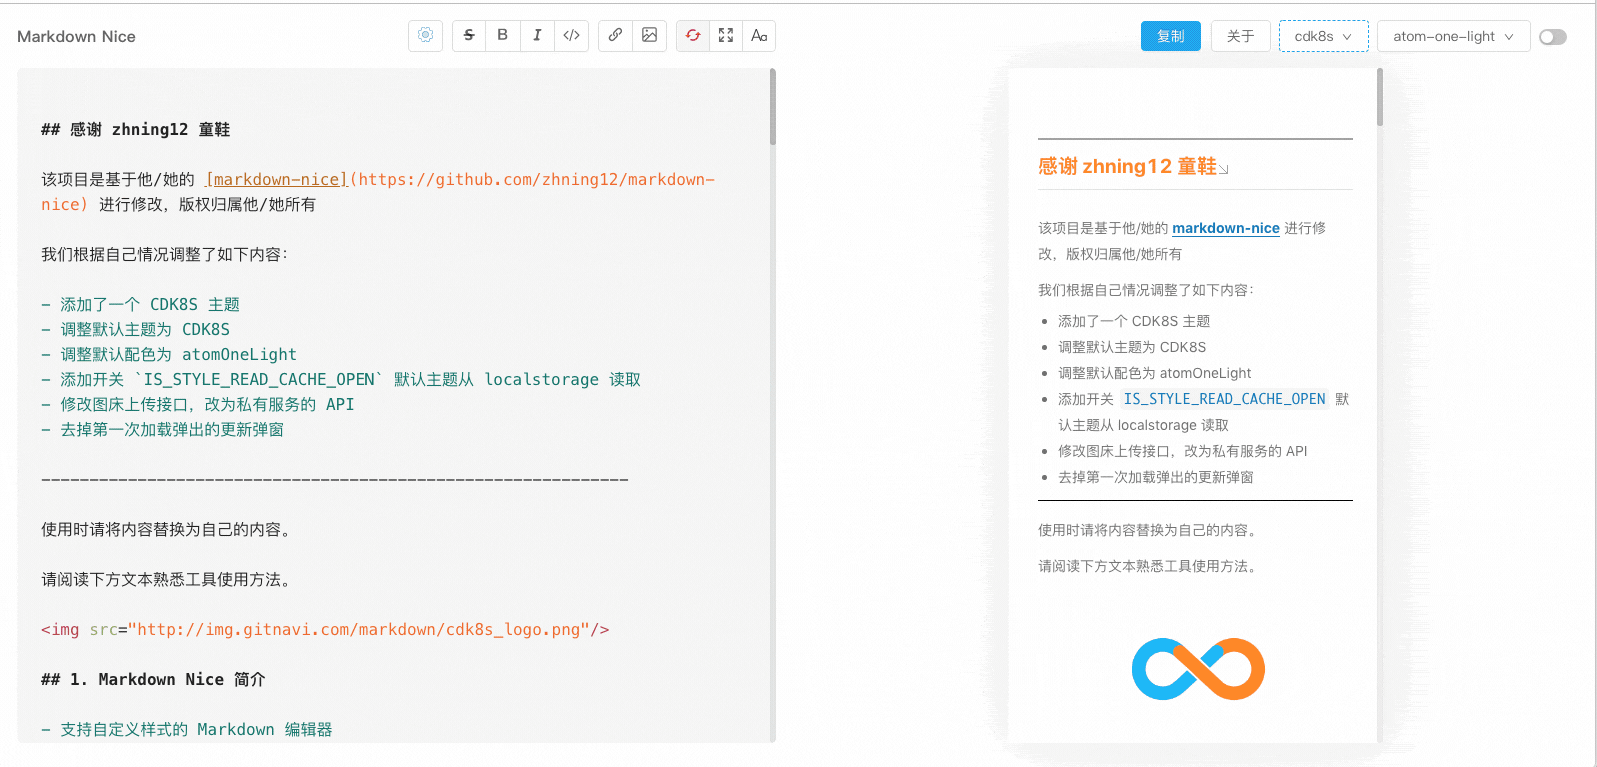 Markdown Nice
S B I </> Aa
复制 关于 cdk8s atom-one-light
## 感谢 zhning12 童鞋
该项目是基于他/她的 [markdown-nice](https://github.com/zhning12/markdown-
nice) 进行修改，版权归属他/她所有
我们根据自己情况调整了如下内容：
- 添加了一个 CDK8S 主题
- 调整默认主题为 CDK8S
- 调整默认配色为 atomOneLight
- 添加开关 `IS_STYLE_READ_CACHE_OPEN` 默认主题从 localstorage 读取
- 修改图床上传接口，改为私有服务的 API
- 去掉第一次加载弹出的更新弹窗
-------------------------------------------------------------
使用时请将内容替换为自己的内容。
请阅读下方文本熟悉工具使用方法。
<img src="http://img.gitnavi.com/markdown/cdk8s_logo.png"/>
## 1. Markdown Nice 简介
- 支持自定义样式的 Markdown 编辑器
感谢 zhning12 童鞋
该项目是基于他/她的 markdown-nice 进行修
改，版权归属他/她所有
我们根据自己情况调整了如下内容：
• 添加了一个 CDK8S 主题
• 调整默认主题为 CDK8S
• 调整默认配色为 atomOneLight
• 添加开关 IS_STYLE_READ_CACHE_OPEN 默
认主题从 localstorage 读取
• 修改图床上传接口，改为私有服务的 API
• 去掉第一次加载弹出的更新弹窗
使用时请将内容替换为自己的内容。
请阅读下方文本熟悉工具使用方法。